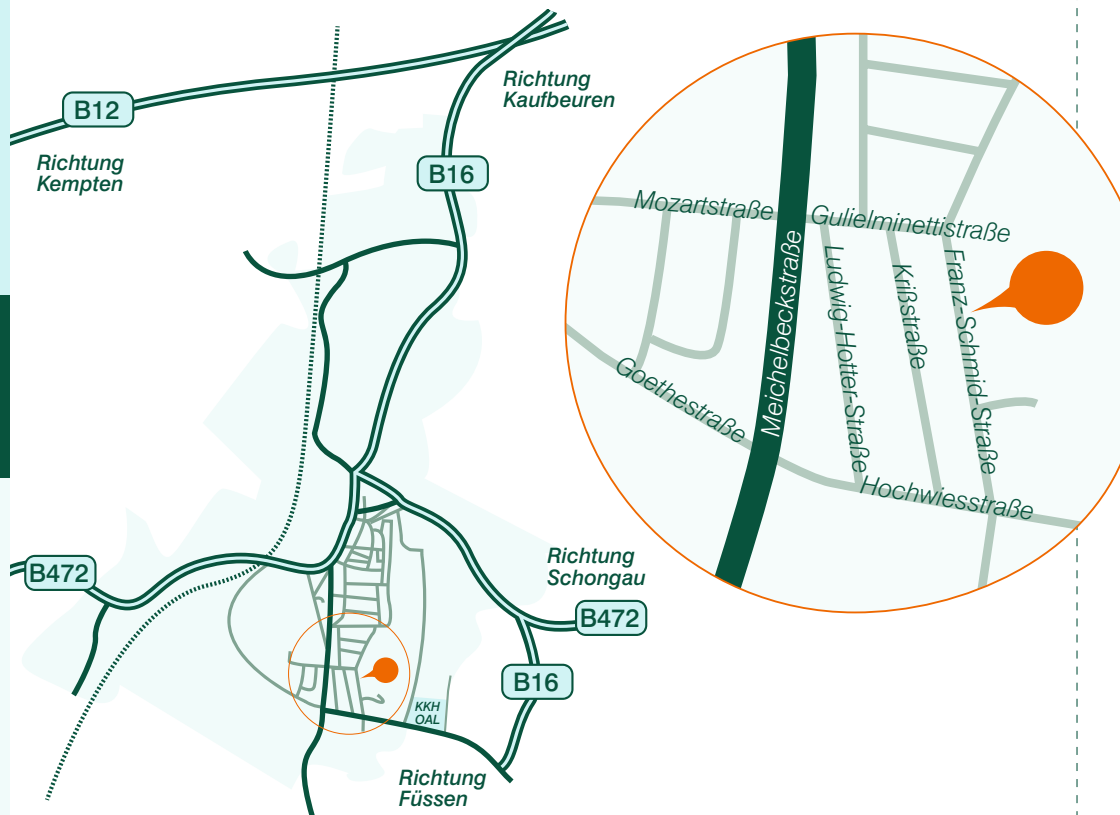 Richtung
Kaufbeuren
B12
Richtung
Kempten
B16
Mozartstraße
Gulielminettistraße
Meichelbeckstraße
Ludwig-Hotter-Straße
Krißstraße
Franz-Schmid-Straße
Goethestraße
Hochwiesstraße
B472
Richtung
Schongau
B472
B16
KKH
OAL
Richtung
Füssen